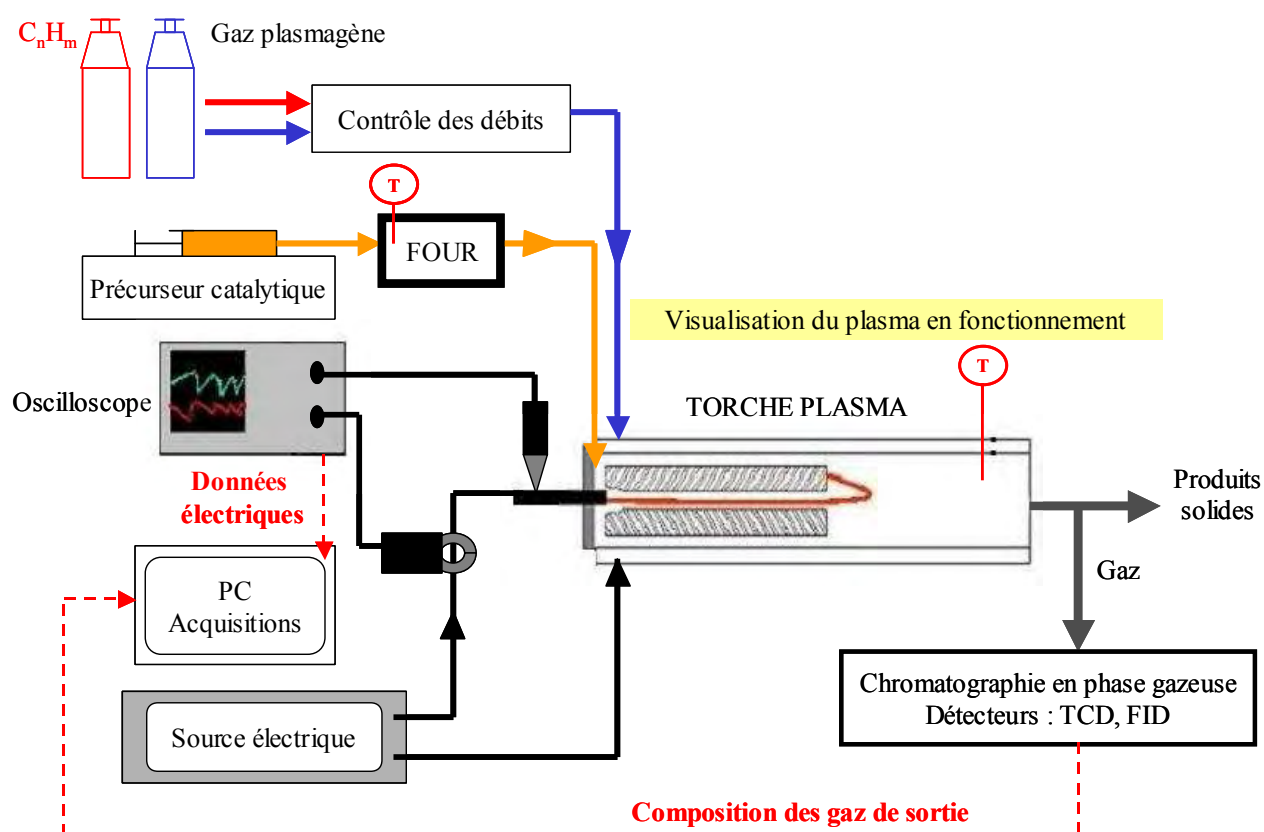 CnHm
Gaz plasmagène
Contrôle des débits
T
FOUR
Précurseur catalytique
Visualisation du plasma en fonctionnement
T
Oscilloscope
TORCHE PLASMA
Données
électriques
Produits
solides
Gaz
PC
Acquisitions
Chromatographie en phase gazeuse
Détecteurs : TCD, FID
Source électrique
Composition des gaz de sortie